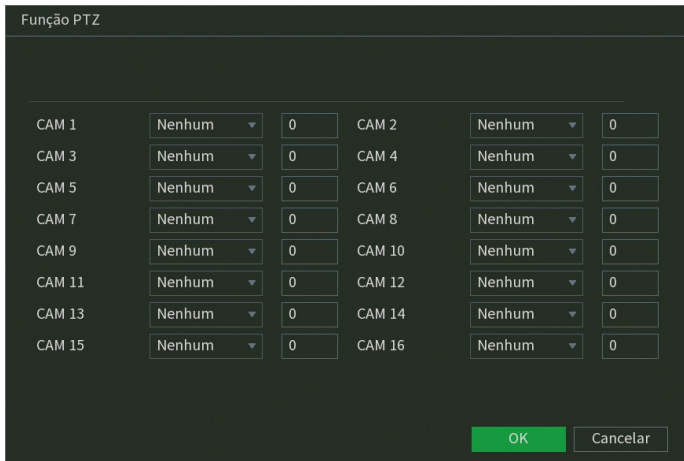 Função PTZ
CAM 1 Nenhum 0 CAM 2 Nenhum 0
CAM 3 Nenhum 0 CAM 4 Nenhum 0
CAM 5 Nenhum 0 CAM 6 Nenhum 0
CAM 7 Nenhum 0 CAM 8 Nenhum 0
CAM 9 Nenhum 0 CAM 10 Nenhum 0
CAM 11 Nenhum 0 CAM 12 Nenhum 0
CAM 13 Nenhum 0 CAM 14 Nenhum 0
CAM 15 Nenhum 0 CAM 16 Nenhum 0
OK Cancelar